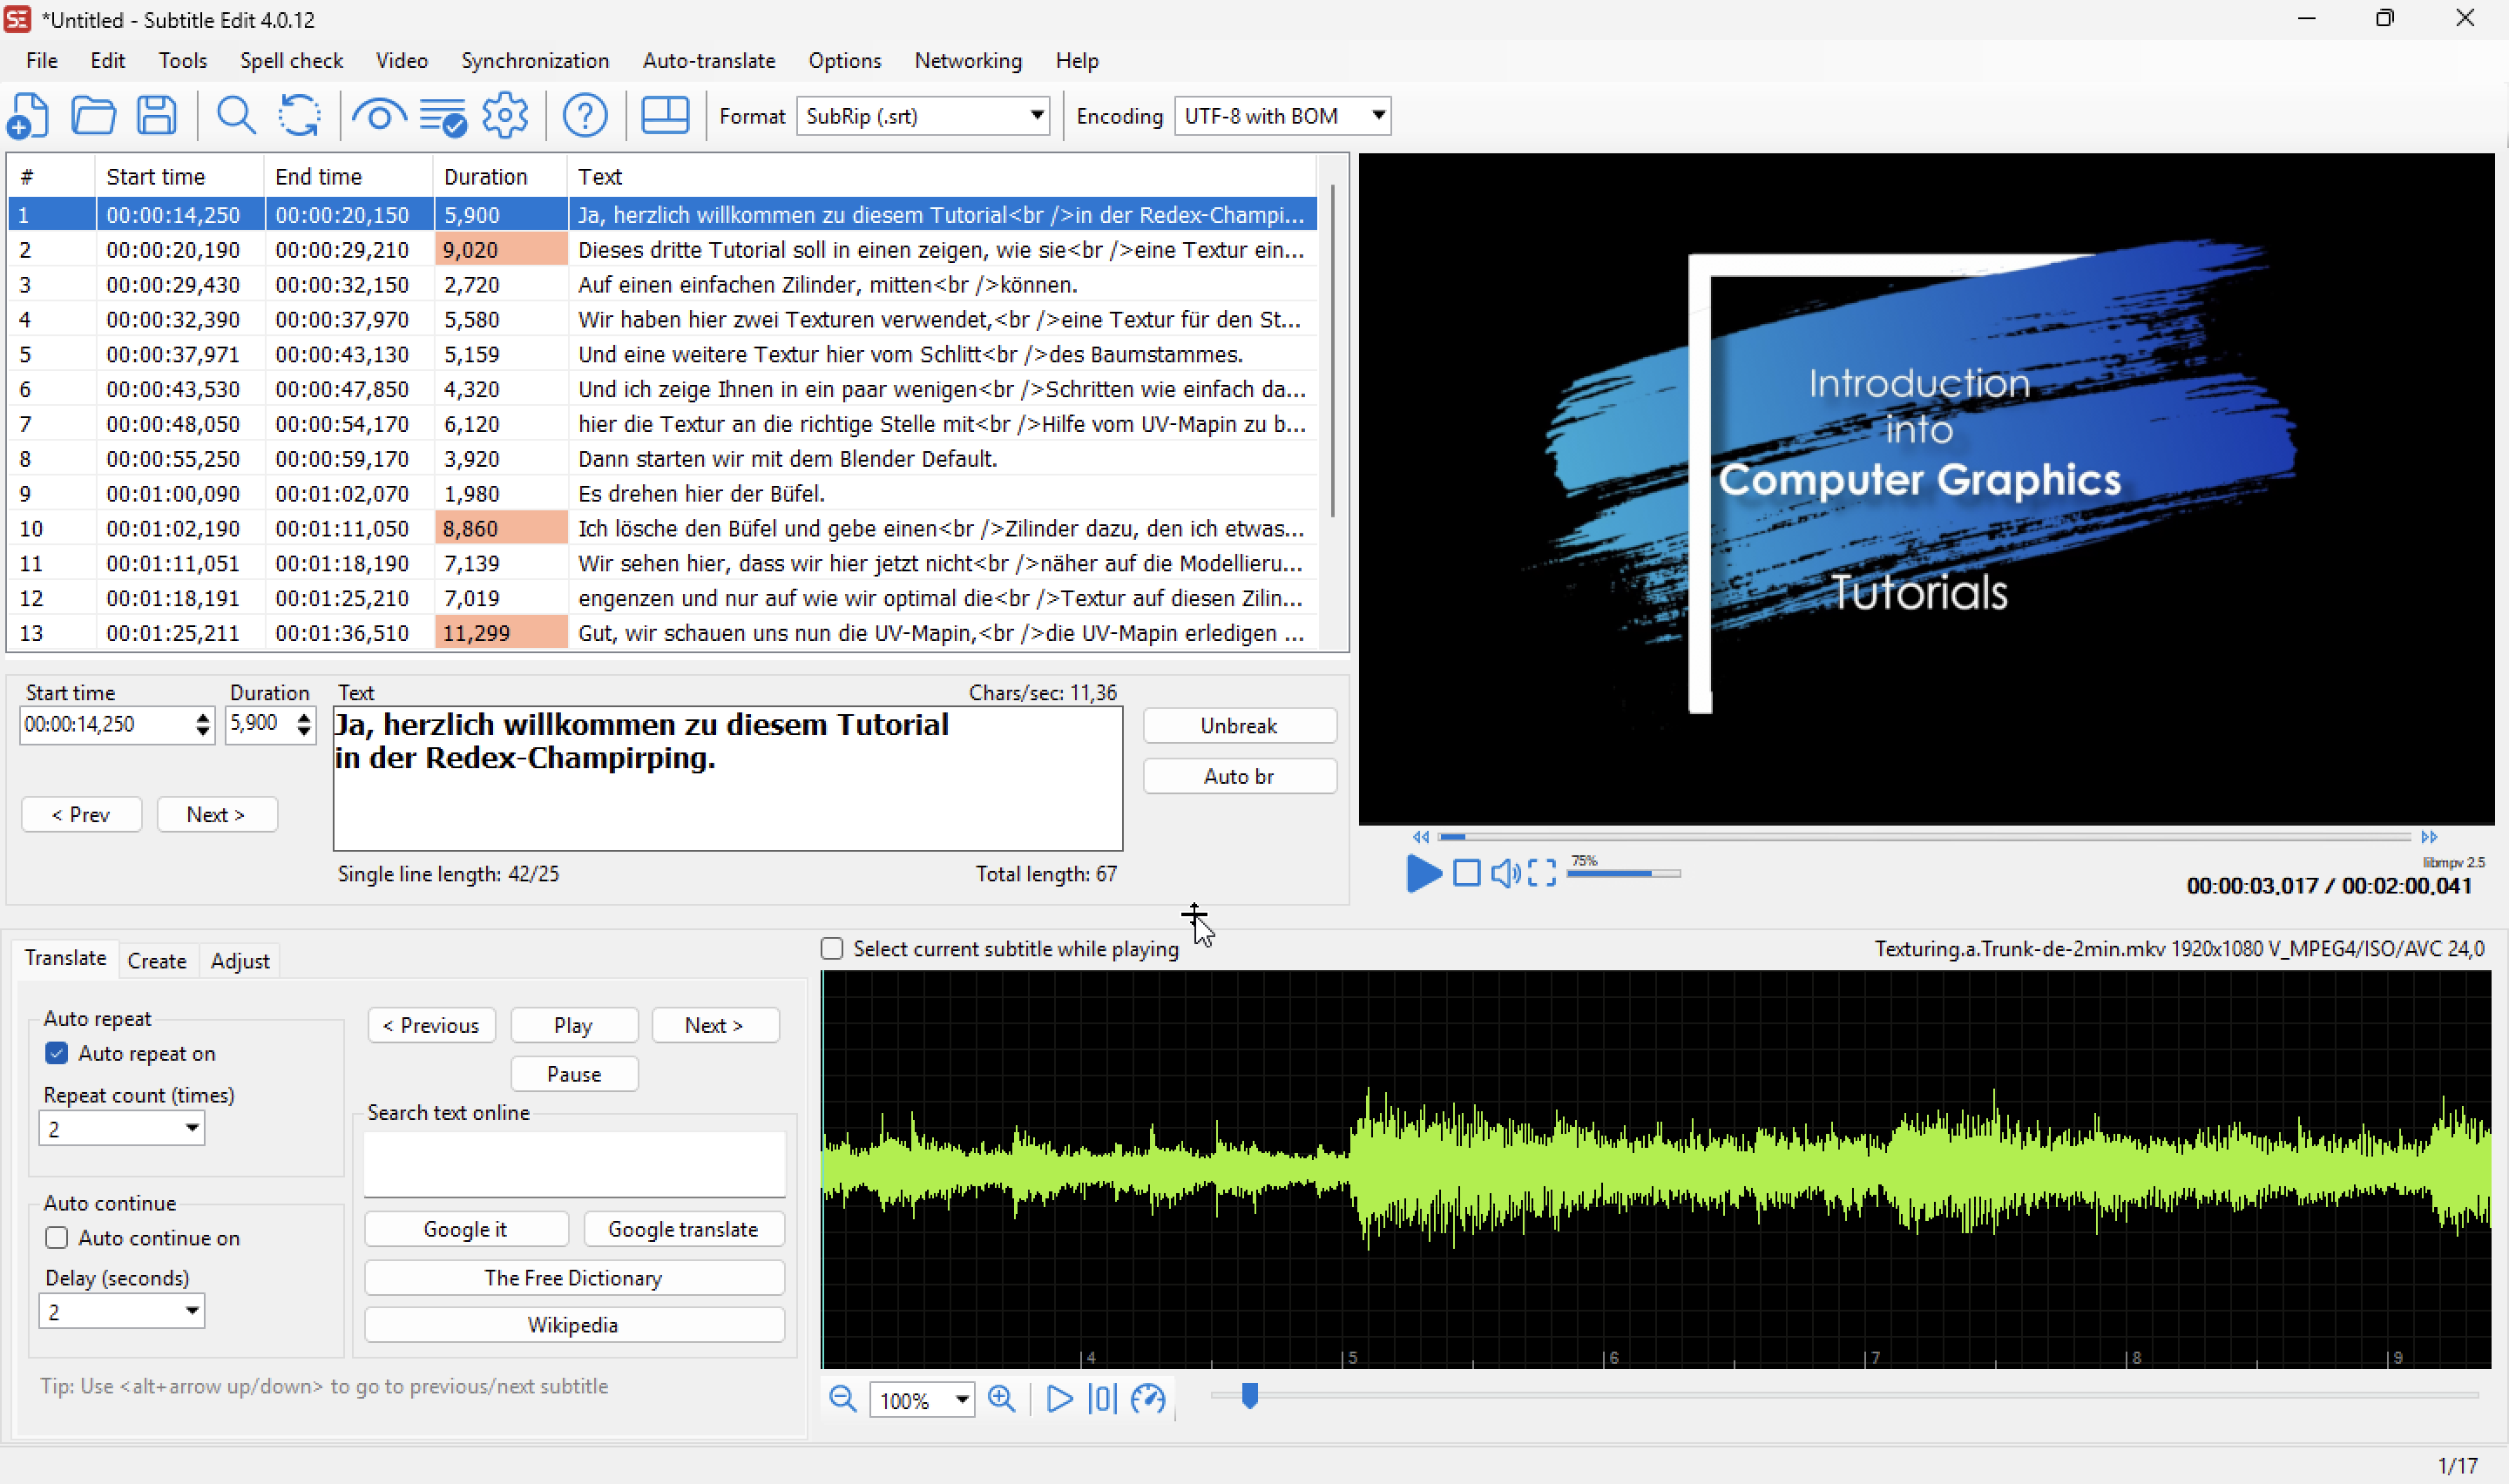 *Untitled - Subtitle Edit 4.0.12
File Edit Tools Spell check Video Synchronization Auto-translate Options Networking Help
Format SubRip (.srt) Encoding UTF-8 with BOM
# Start time End time Duration Text
1 00:00:14,250 00:00:20,150 5,900 Ja, herzlich willkommen zu diesem Tutorial<br />in der Redex-Champi...
2 00:00:20,190 00:00:29,210 9,020 Dieses dritte Tutorial soll in einen zeigen, wie sie<br />eine Textur ein...
3 00:00:29,430 00:00:32,150 2,720 Auf einen einfachen Zilinder, mitten<br />können.
4 00:00:32,390 00:00:37,970 5,580 Wir haben hier zwei Texturen verwendet,<br />eine Textur für den St...
5 00:00:37,971 00:00:43,130 5,159 Und eine weitere Textur hier vom Schlitt<br />des Baumstammes.
6 00:00:43,530 00:00:47,850 4,320 Und ich zeige Ihnen in ein paar wenigen<br />Schritten wie einfach da...
7 00:00:48,050 00:00:54,170 6,120 hier die Textur an die richtige Stelle mit<br />Hilfe vom UV-Mapin zu b...
8 00:00:55,250 00:00:59,170 3,920 Dann starten wir mit dem Blender Default.
9 00:01:00,090 00:01:02,070 1,980 Es drehen hier der Büfel.
10 00:01:02,190 00:01:11,050 8,860 Ich lösche den Büfel und gebe einen<br />Zilinder dazu, den ich etwas...
11 00:01:11,051 00:01:18,190 7,139 Wir sehen hier, dass wir hier jetzt nicht<br />näher auf die Modellieru...
12 00:01:18,191 00:01:25,210 7,019 engenzen und nur auf wie wir optimal die<br />Textur auf diesen Zilin...
13 00:01:25,211 00:01:36,510 11,299 Gut, wir schauen uns nun die UV-Mapin,<br />die UV-Mapin erledigen ...
Introduction
into
Computer Graphics
Tutorials
Start time Duration Text Chars/sec: 11,36
00:00:14,250 5,900
Ja, herzlich willkommen zu diesem Tutorial
in der Redex-Champirping.
Unbreak
Auto br
< Prev Next >
Single line length: 42/25 Total length: 67
75%
libmpv 2.5
00:00:03,017 / 00:02:00,041
Translate Create Adjust
Select current subtitle while playing
Texturing.a.Trunk-de-2min.mkv 1920x1080 V_MPEG4/ISO/AVC 24,0
Auto repeat
Auto repeat on
Repeat count (times)
2
Auto continue
Auto continue on
Delay (seconds)
2
< Previous Play Next >
Pause
Search text online
Google it Google translate
The Free Dictionary
Wikipedia
Tip: Use <alt+arrow up/down> to go to previous/next subtitle
4 5 6 7 8 9
100%
1/17